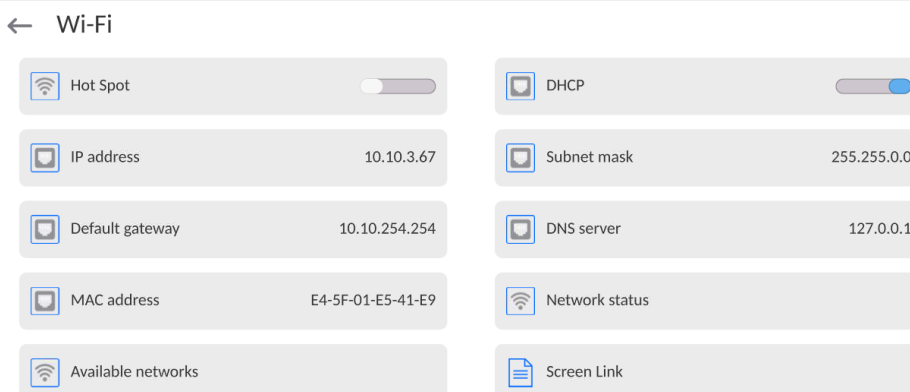 Wi-Fi
Hot Spot
DHCP
IP address 10.10.3.67
Subnet mask 255.255.0.0
Default gateway 10.10.254.254
DNS server 127.0.0.1
MAC address E4-5F-01-E5-41-E9
Network status
Available networks
Screen Link